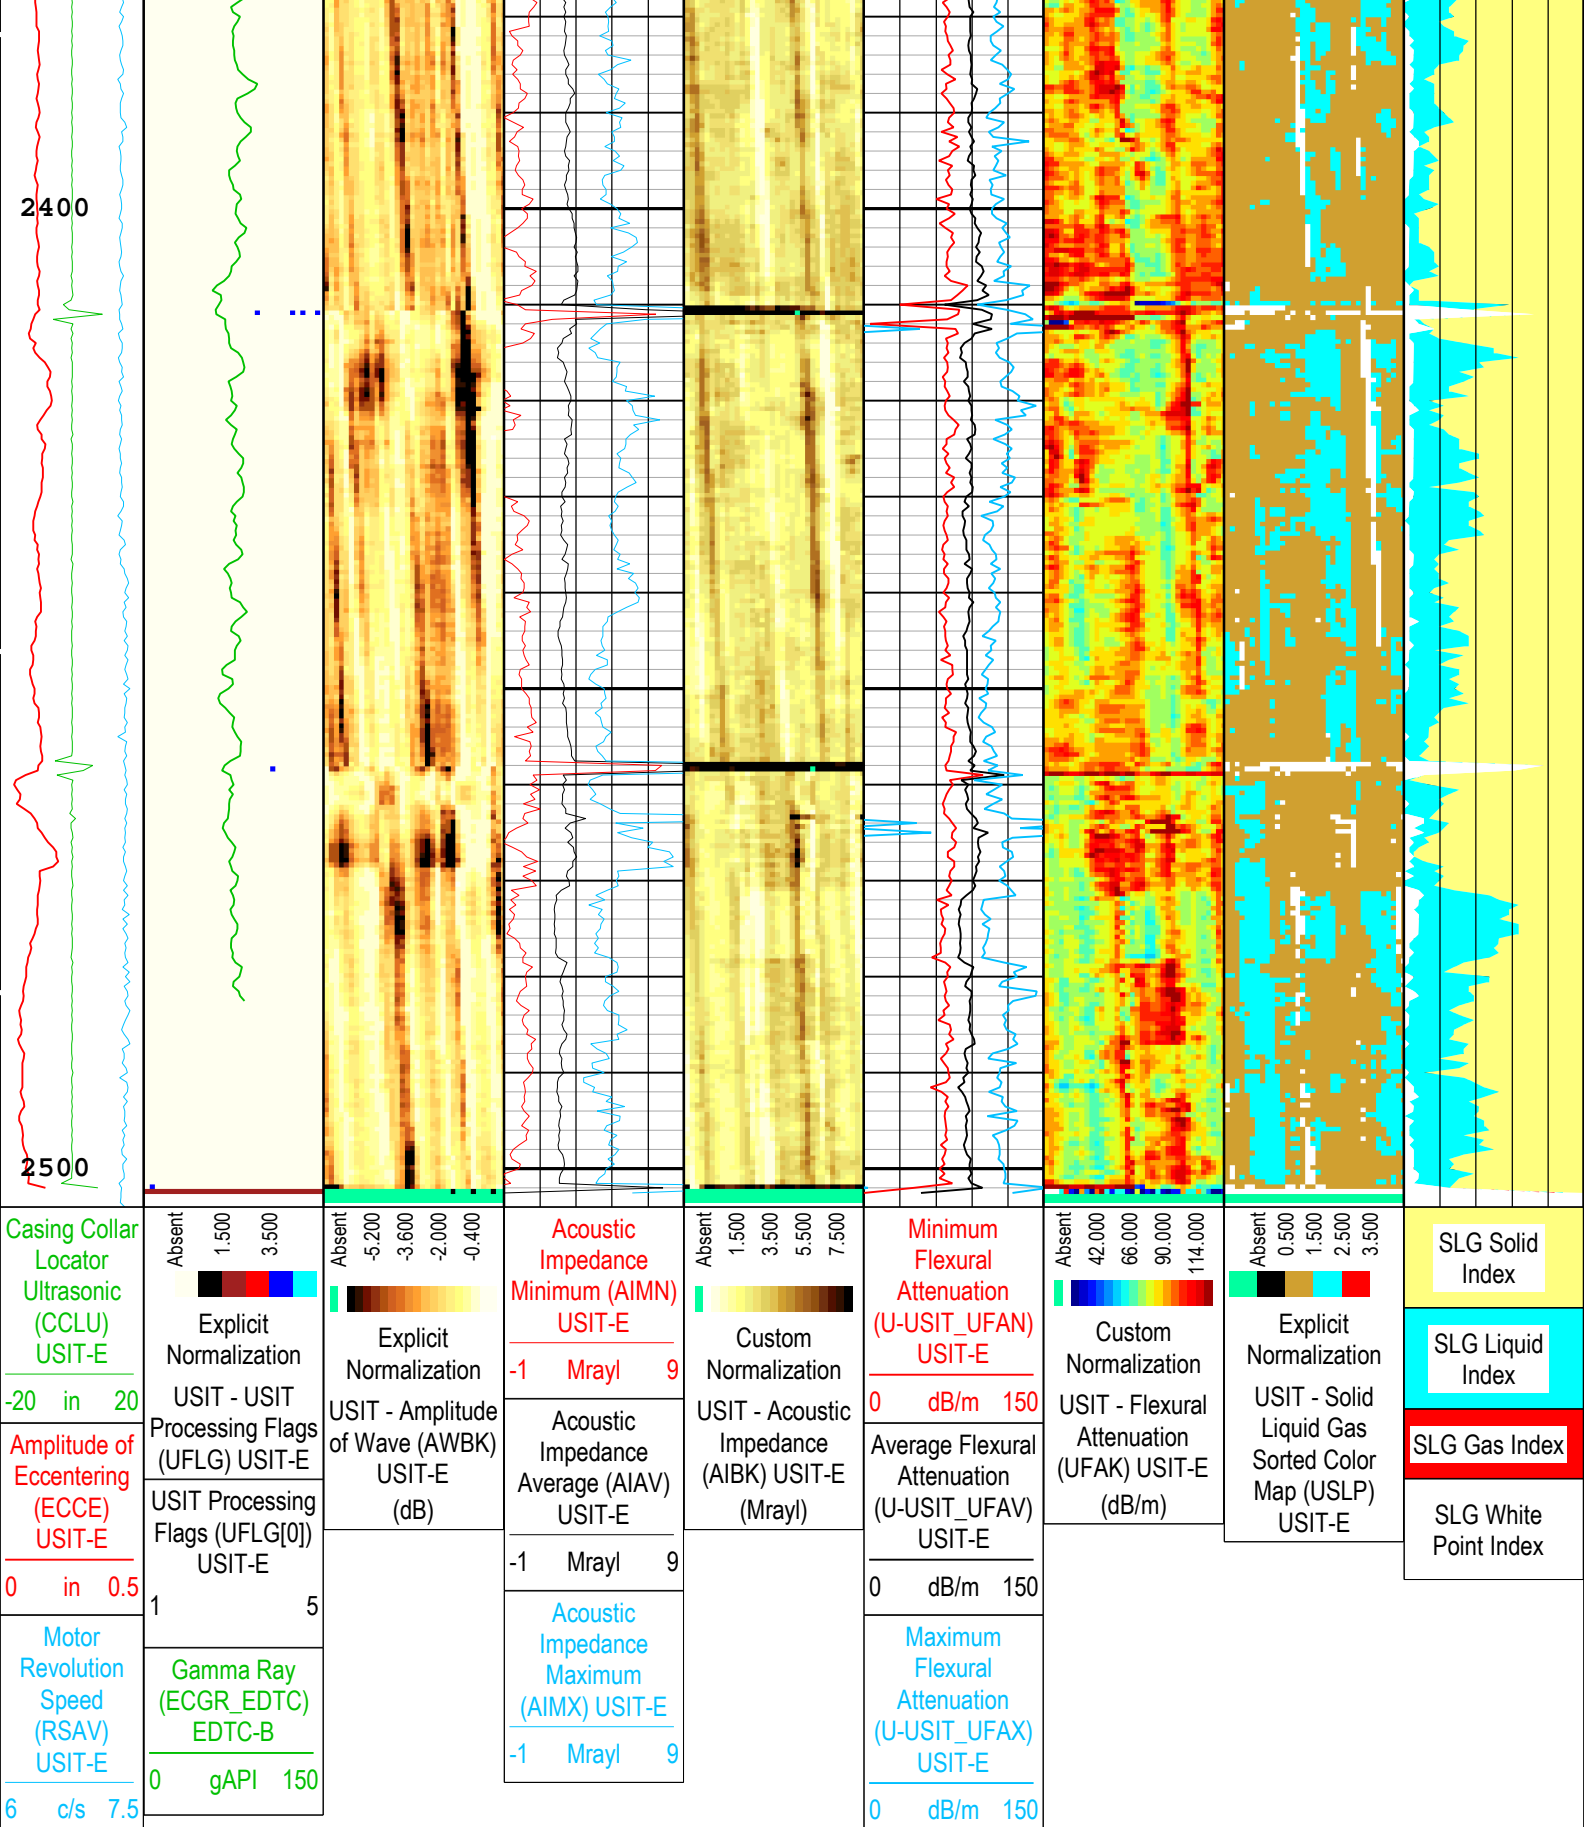 2400
2500
Casing Collar
Locator
Ultrasonic
(CCLU)
USIT-E
-20 in 20
Amplitude of
Eccentering
(ECCE)
USIT-E
0 in 0.5
Motor
Revolution
Speed
(RSAV)
USIT-E
6 c/s 7.5
Absent 1.500 3.500
Explicit
Normalization
USIT - USIT
Processing Flags
(UFLG) USIT-E
USIT Processing
Flags (UFLG[0])
USIT-E
1 5
Gamma Ray
(ECGR_EDTC)
EDTC-B
0 gAPI 150
Absent -5.200 -3.600 -2.000 -0.400
Explicit
Normalization
USIT - Amplitude
of Wave (AWBK)
USIT-E
(dB)
Acoustic
Impedance
Minimum (AIMN)
USIT-E
-1 Mrayl 9
Acoustic
Impedance
Average (AIAV)
USIT-E
-1 Mrayl 9
Acoustic
Impedance
Maximum
(AIMX) USIT-E
-1 Mrayl 9
Absent 1.500 3.500 5.500 7.500
Custom
Normalization
USIT - Acoustic
Impedance
(AIBK) USIT-E
(Mrayl)
Minimum
Flexural
Attenuation
(U-USIT_UFAN)
USIT-E
0 dB/m 150
Average Flexural
Attenuation
(U-USIT_UFAV)
USIT-E
0 dB/m 150
Maximum
Flexural
Attenuation
(U-USIT_UFAX)
USIT-E
0 dB/m 150
Absent 42.000 66.000 90.000 114.000
Custom
Normalization
USIT - Flexural
Attenuation
(UFAK) USIT-E
(dB/m)
Absent 0.500 1.500 2.500 3.500
Explicit
Normalization
USIT - Solid
Liquid Gas
Sorted Color
Map (USLP)
USIT-E
SLG Solid
Index
SLG Liquid
Index
SLG Gas Index
SLG White
Point Index